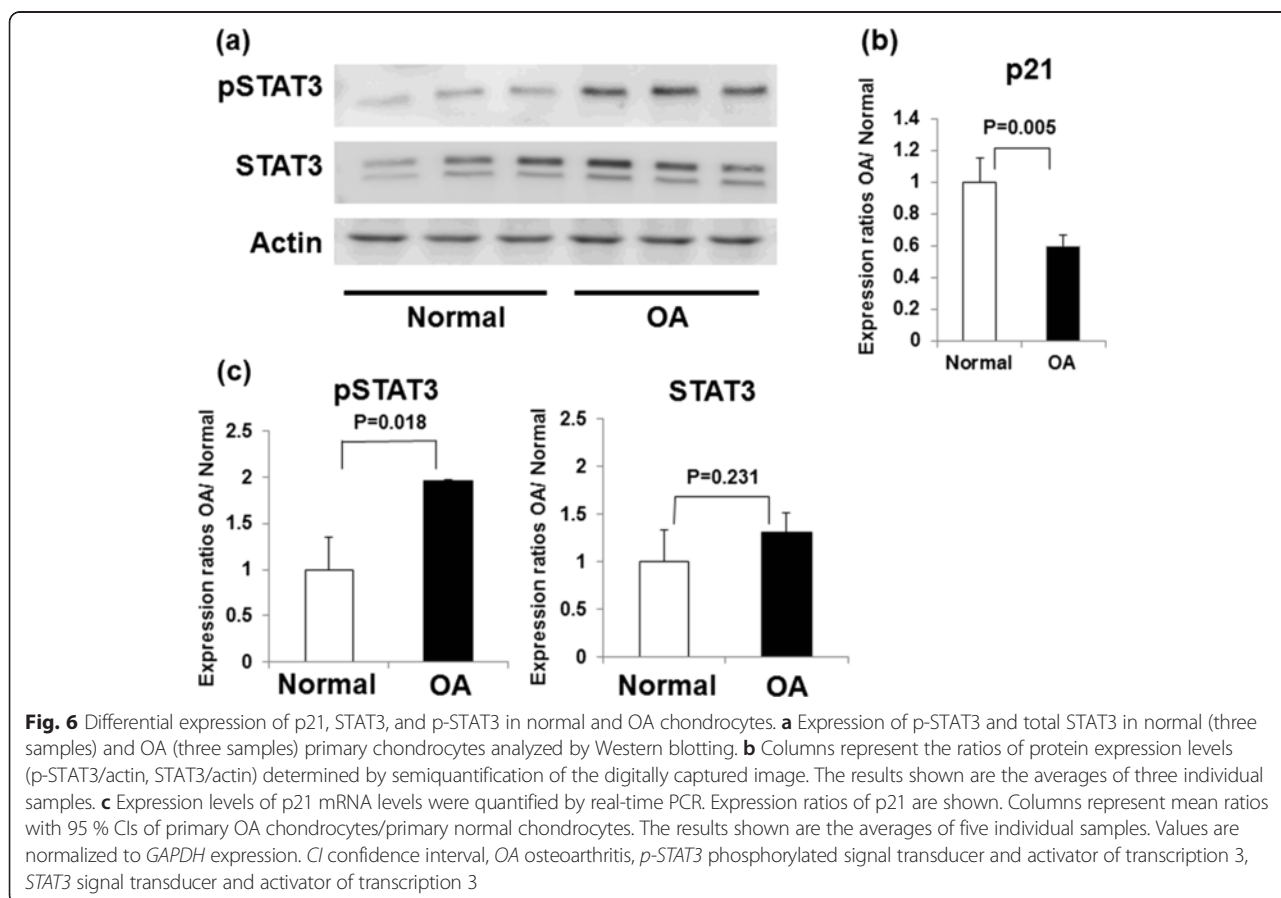 (a)
pSTAT3
STAT3
Actin
Normal OA
(b)
p21
Expression ratios OA/ Normal
1.4
1.2
1
0.8
0.6
0.4
0.2
0
P=0.005
Normal OA
(c)
pSTAT3
Expression ratios OA/ Normal
2.5
2
1.5
1
0.5
0
P=0.018
Normal OA
STAT3
Expression ratios OA/ Normal
2.5
2
1.5
1
0.5
0
P=0.231
Normal OA
Fig. 6 Differential expression of p21, STAT3, and p-STAT3 in normal and OA chondrocytes. a Expression of p-STAT3 and total STAT3 in normal (three
samples) and OA (three samples) primary chondrocytes analyzed by Western blotting. b Columns represent the ratios of protein expression levels
(p-STAT3/actin, STAT3/actin) determined by semiquantification of the digitally captured image. The results shown are the averages of three individual
samples. c Expression levels of p21 mRNA levels were quantified by real-time PCR. Expression ratios of p21 are shown. Columns represent mean ratios
with 95 % CIs of primary OA chondrocytes/primary normal chondrocytes. The results shown are the averages of five individual samples. Values are
normalized to GAPDH expression. CI confidence interval, OA osteoarthritis, p-STAT3 phosphorylated signal transducer and activator of transcription 3,
STAT3 signal transducer and activator of transcription 3